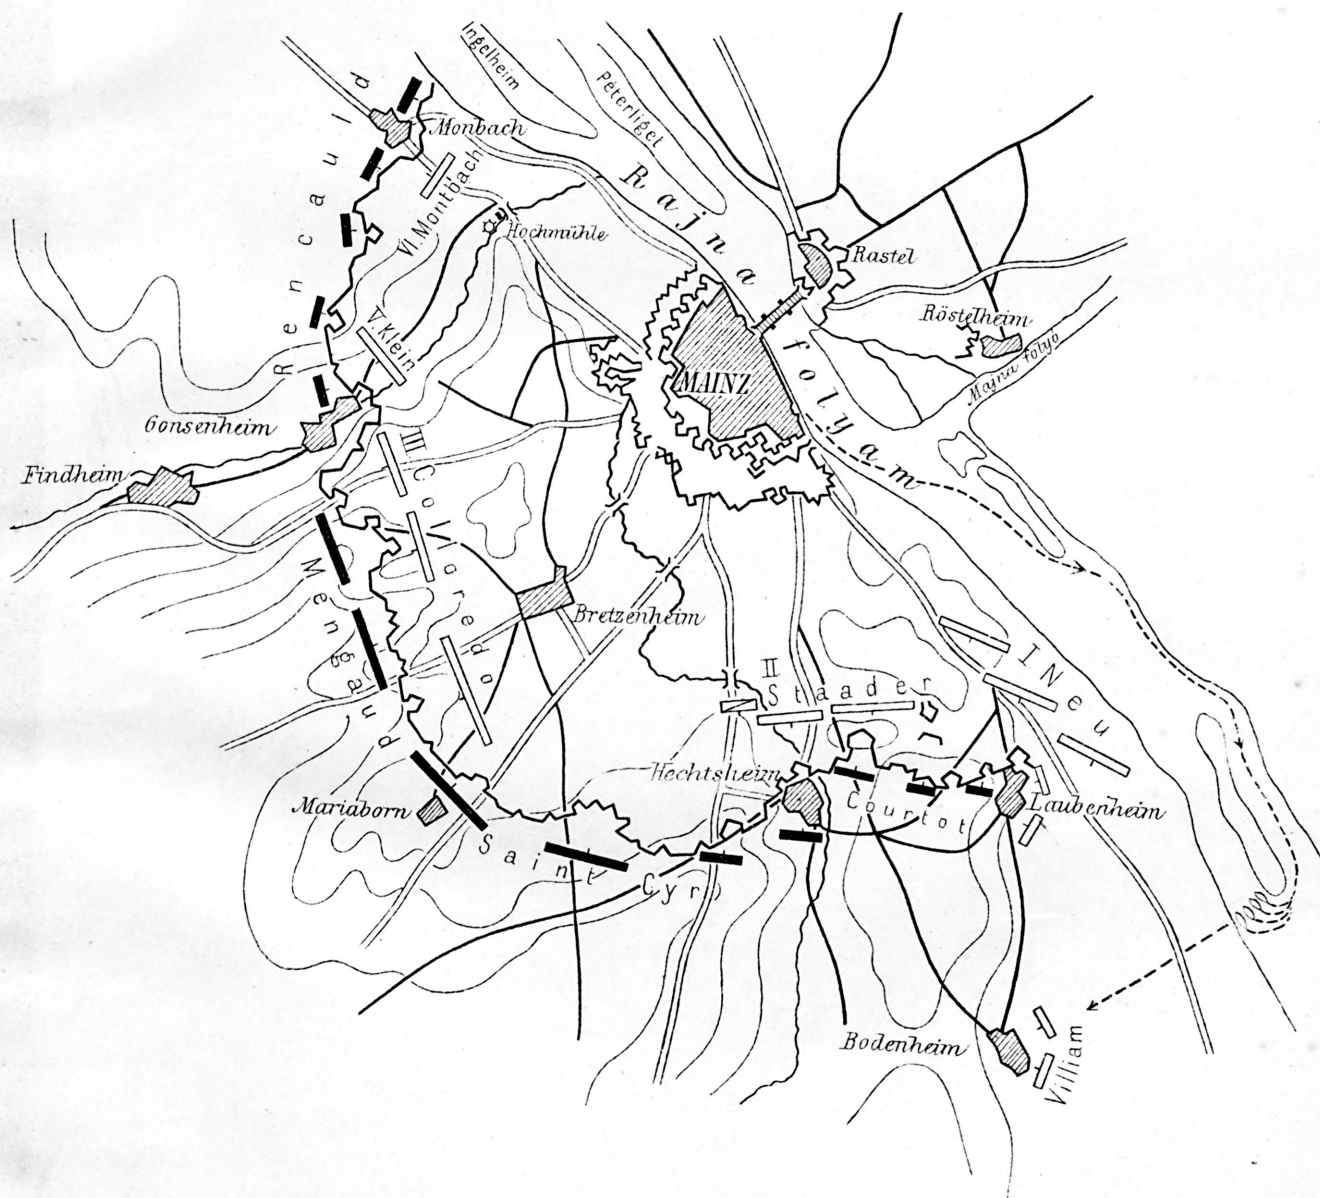 Ingelheim
Péterliget
Monbach
Rencauld
VI. Montbach
Hochmühle
Rajna folyam
Rastel
Röstelheim
Majna folyó
V. Klein
MAINZ
Gonsenheim
Findheim
III Coloredo
Mengaud
Bretzenheim
I Neu
II
Staader
Hechtsheim
Courtot
Laubenheim
Mariaborn
Saint Cyr
Bodenheim
Villiam